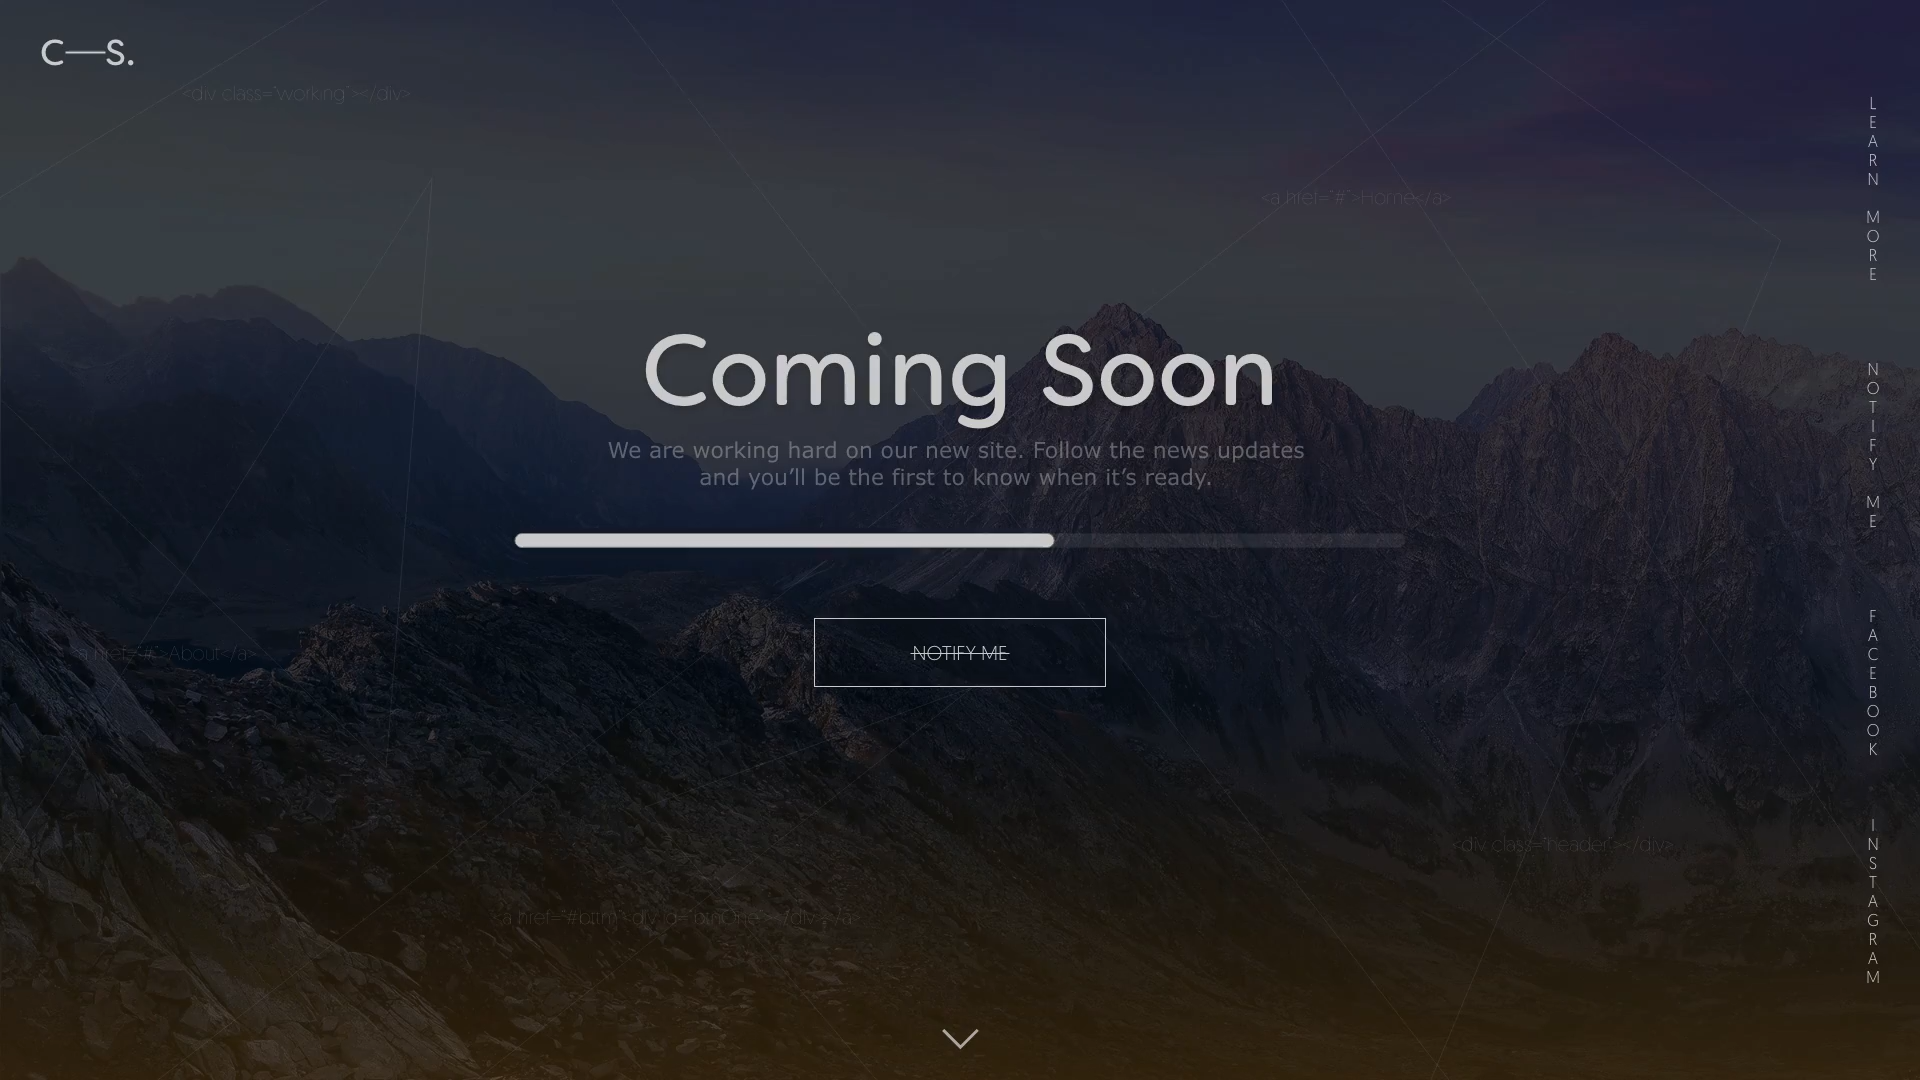 C—S.
<div class="working"></div>
<a href="#">Home</a>
Coming Soon
We are working hard on our new site. Follow the news updates
and you’ll be the first to know when it’s ready.
NOTIFY ME
<a href="#">About</a>
<div class="header"></div>
LEARN MORE
NOTIFY ME
FACEBOOK
INSTAGRAM